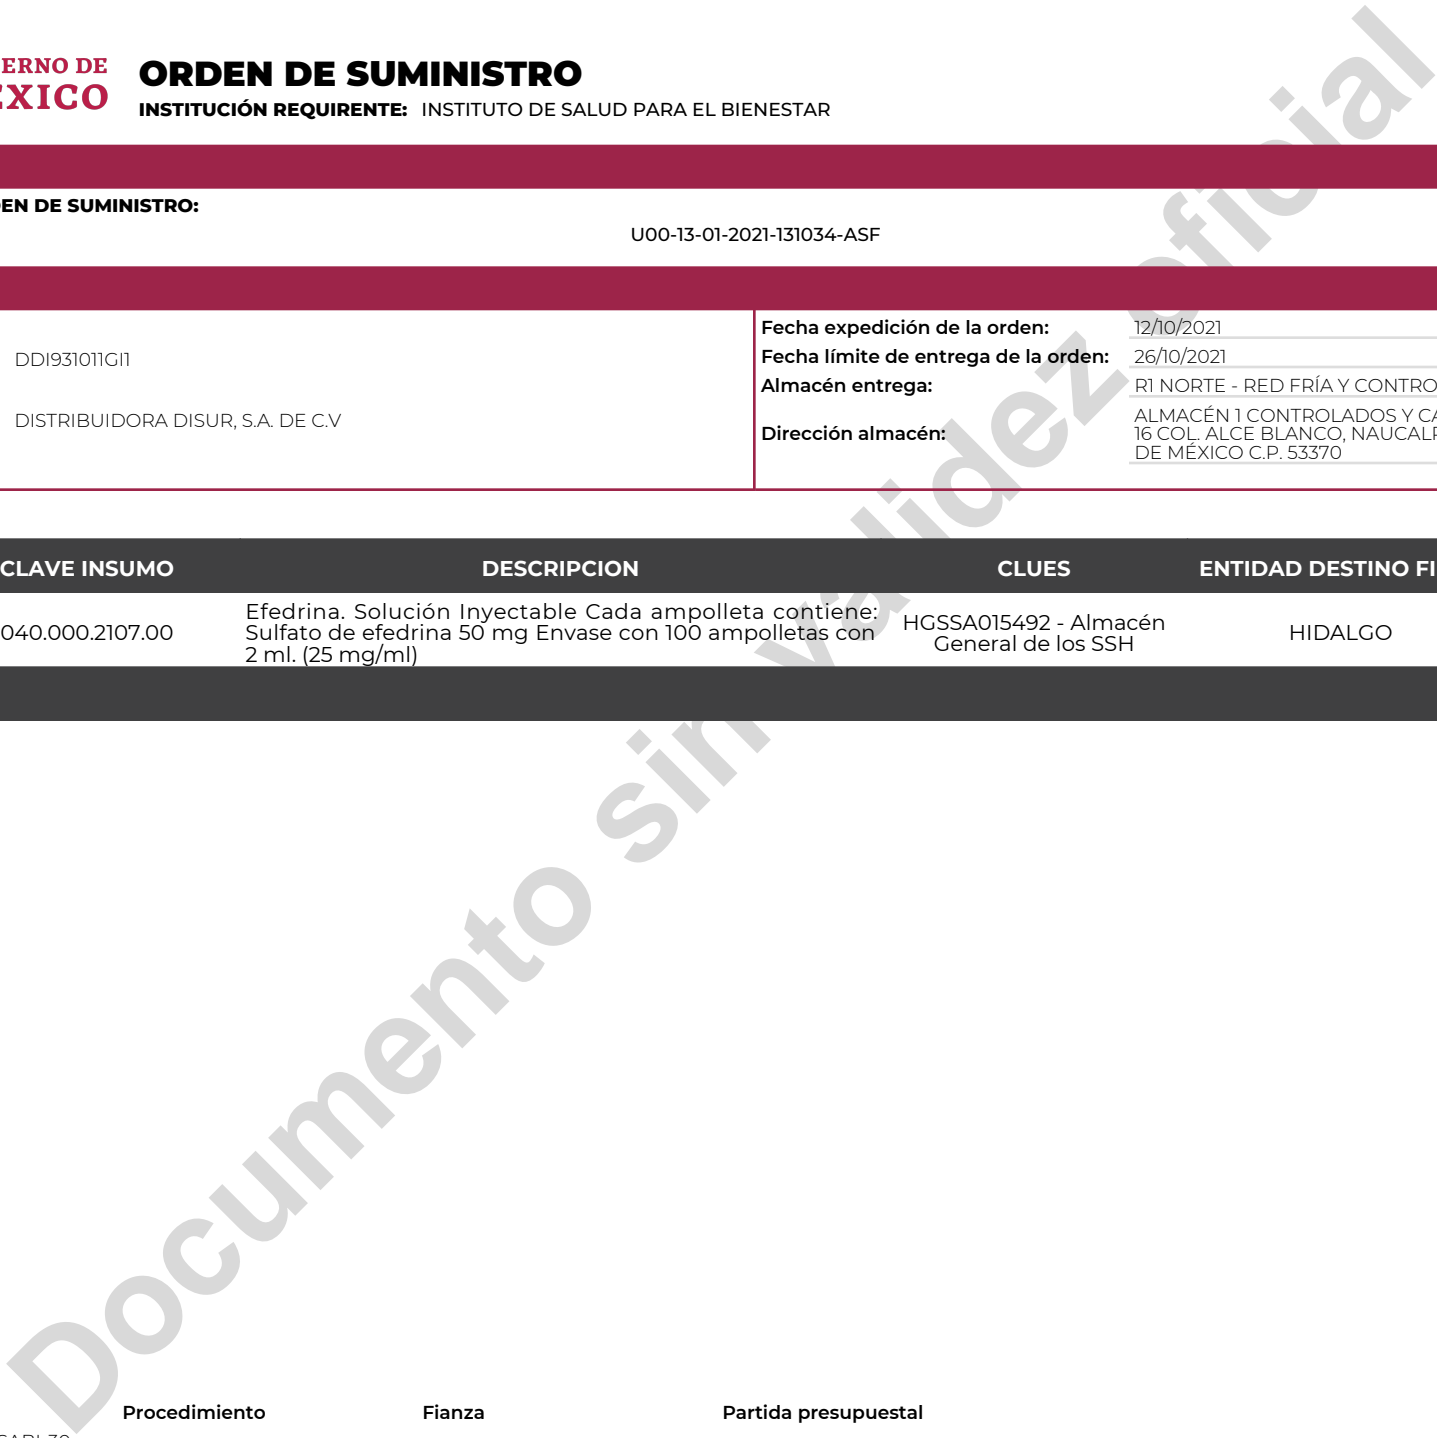 ERNO DE
ÉXICO
ORDEN DE SUMINISTRO
INSTITUCIÓN REQUIRENTE: INSTITUTO DE SALUD PARA EL BIENESTAR
EN DE SUMINISTRO:
U00-13-01-2021-131034-ASF
DDI931011GI1
DISTRIBUIDORA DISUR, S.A. DE C.V
Fecha expedición de la orden: 12/10/2021
Fecha límite de entrega de la orden: 26/10/2021
Almacén entrega: R1 NORTE - RED FRÍA Y CONTRO
Dirección almacén: ALMACÉN 1 CONTROLADOS Y CA
16 COL. ALCE BLANCO, NAUCALP
DE MÉXICO C.P. 53370
CLAVE INSUMO DESCRIPCION CLUES ENTIDAD DESTINO FI
040.000.2107.00
Efedrina. Solución Inyectable Cada ampolleta contiene:
Sulfato de efedrina 50 mg Envase con 100 ampolletas con
2 ml. (25 mg/ml)
HGSSA015492 - Almacén
General de los SSH
HIDALGO
Documento sin validez oficial
Procedimiento Fianza Partida presupuestal